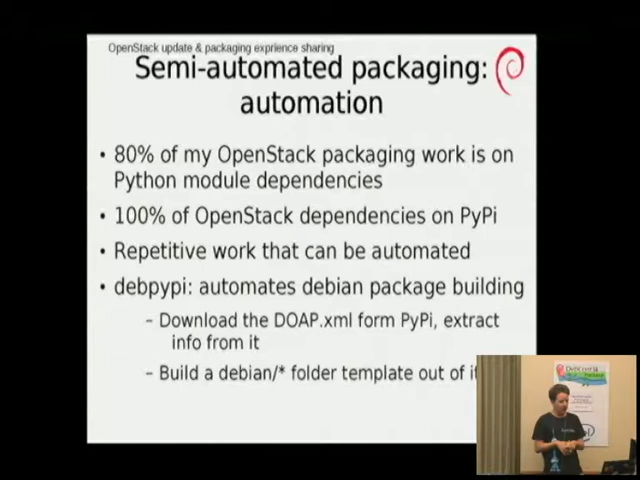 OpenStack update & packaging exprience sharing
Semi-automated packaging:
automation
• 80% of my OpenStack packaging work is on
Python module dependencies
• 100% of OpenStack dependencies on PyPi
• Repetitive work that can be automated
• debpypi: automates debian package building
– Download the DOAP.xml form PyPi, extract
info from it
– Build a debian/* folder template out of it